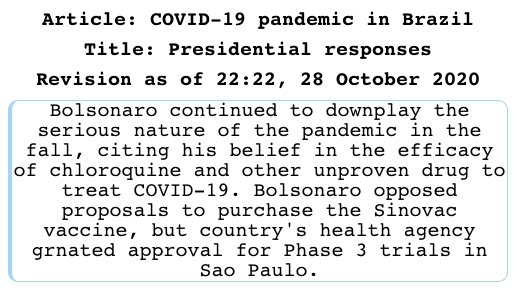 Article: COVID-19 pandemic in Brazil
Title: Presidential responses
Revision as of 22:22, 28 October 2020
Bolsonaro continued to downplay the
serious nature of the pandemic in the
fall, citing his belief in the efficacy
of chloroquine and other unproven drug to
treat COVID-19. Bolsonaro opposed
proposals to purchase the Sinovac
vaccine, but country's health agency
grnated approval for Phase 3 trials in
Sao Paulo.